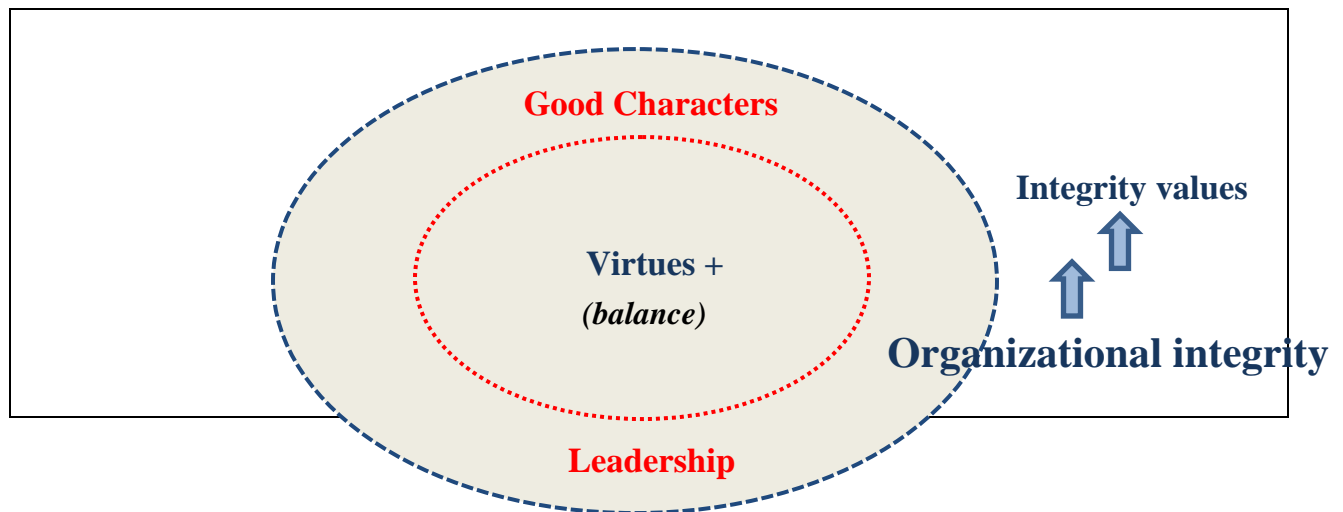 Good Characters
Integrity values
Virtues +
(balance)
Organizational integrity
Leadership